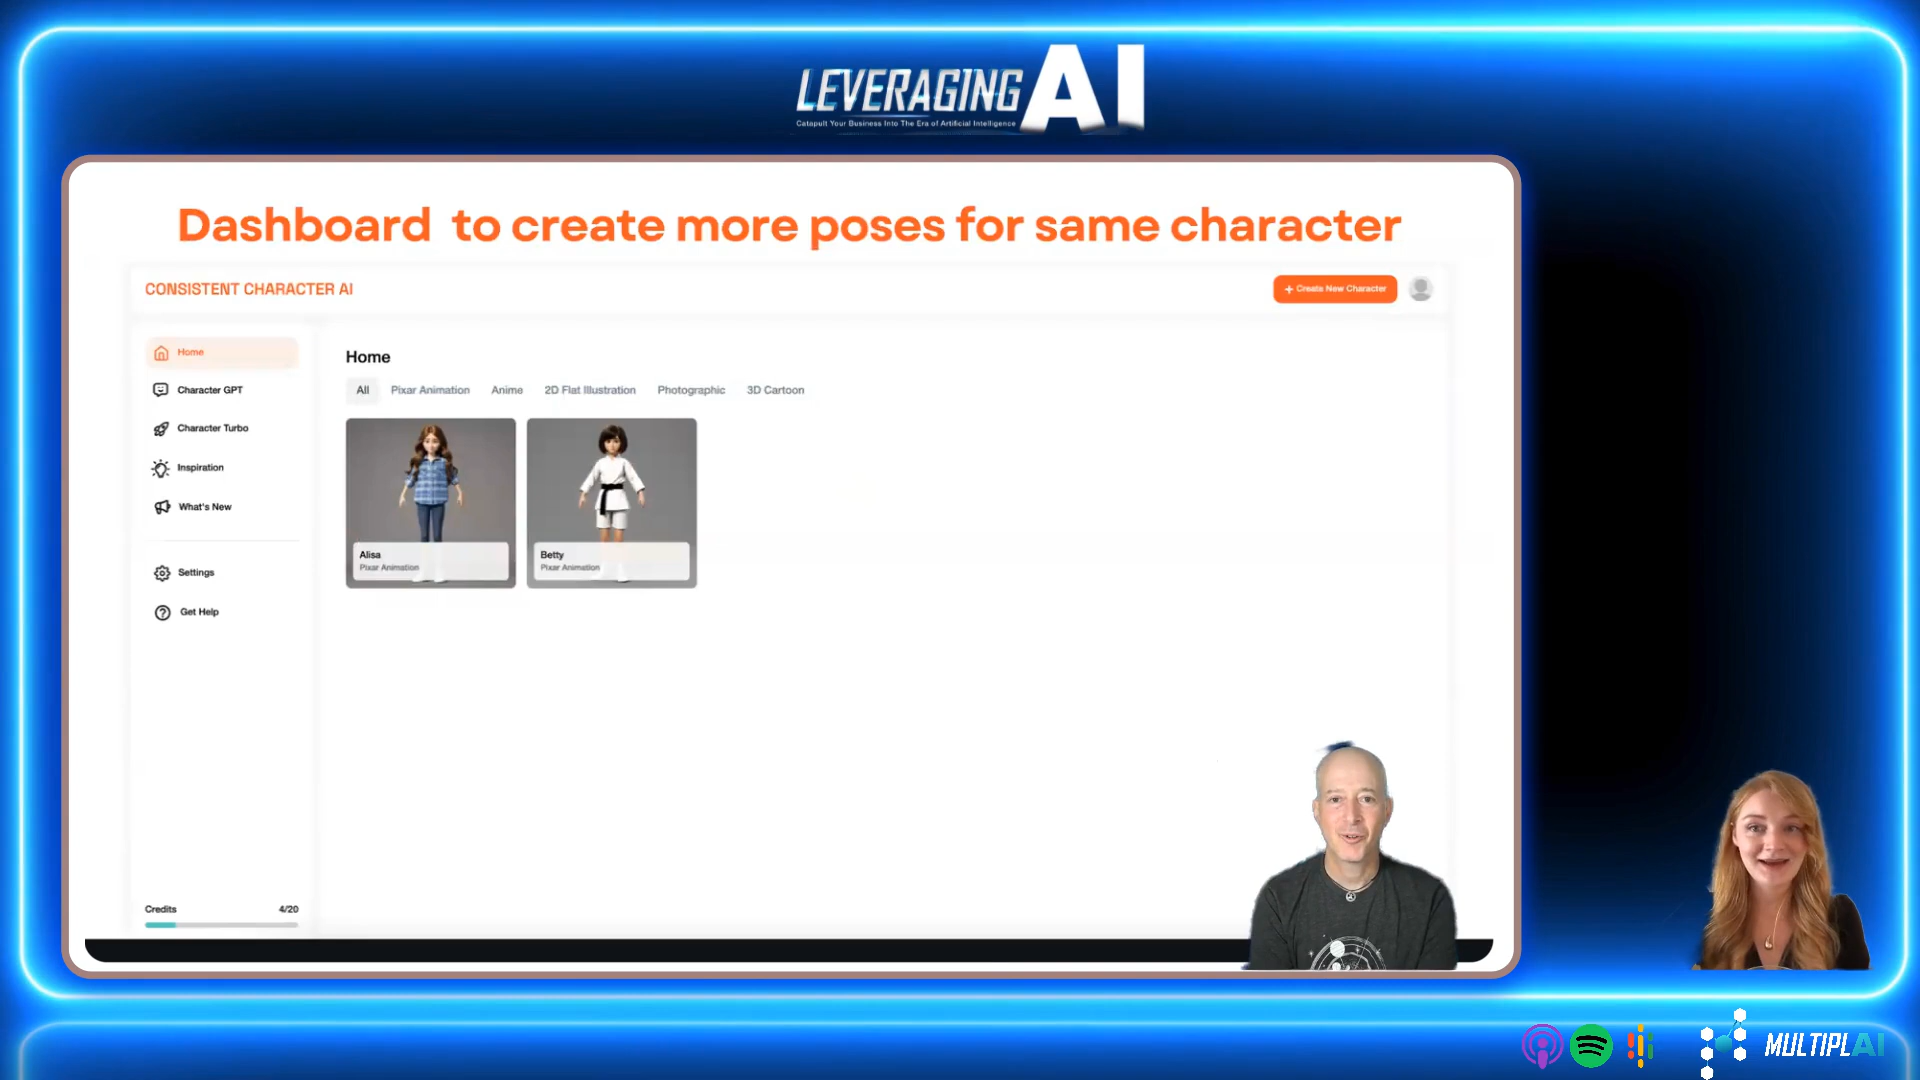 LEVERAGING AI
Catapult Your Business Into The Era of Artificial Intelligence
Dashboard to create more poses for same character
CONSISTENT CHARACTER AI
+ Create New Character
Home
Character GPT
Character Turbo
Inspiration
What's New
Settings
Get Help
Credits 4/20
Home
All Pixar Animation Anime 2D Flat Illustration Photographic 3D Cartoon
Alisa
Pixar Animation
Betty
Pixar Animation
MULTIPLAI